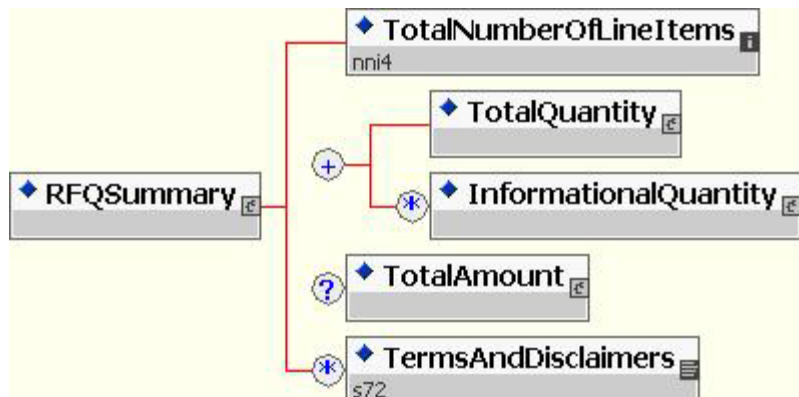 TotalNumberOfLineItems
nni4
TotalQuantity
+
RFQSummary
* InformationalQuantity
? TotalAmount
* TermsAndDisclaimers
s72